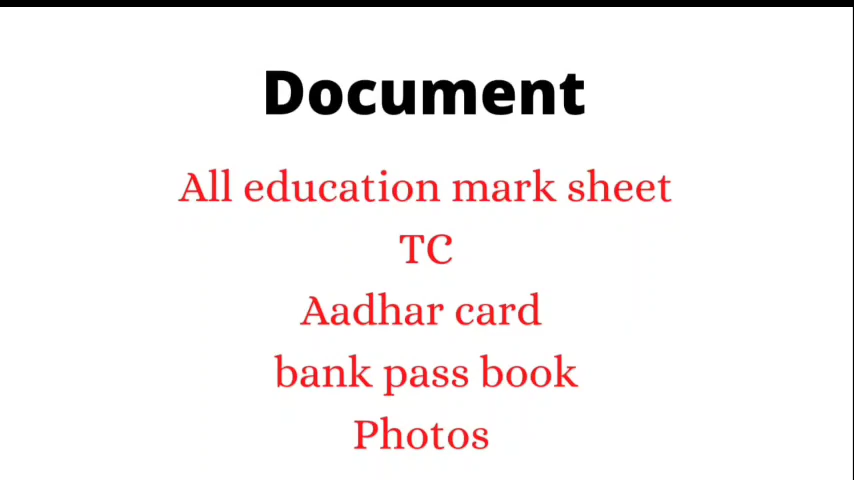 Document
All education mark sheet
TC
Aadhar card
bank pass book
Photos